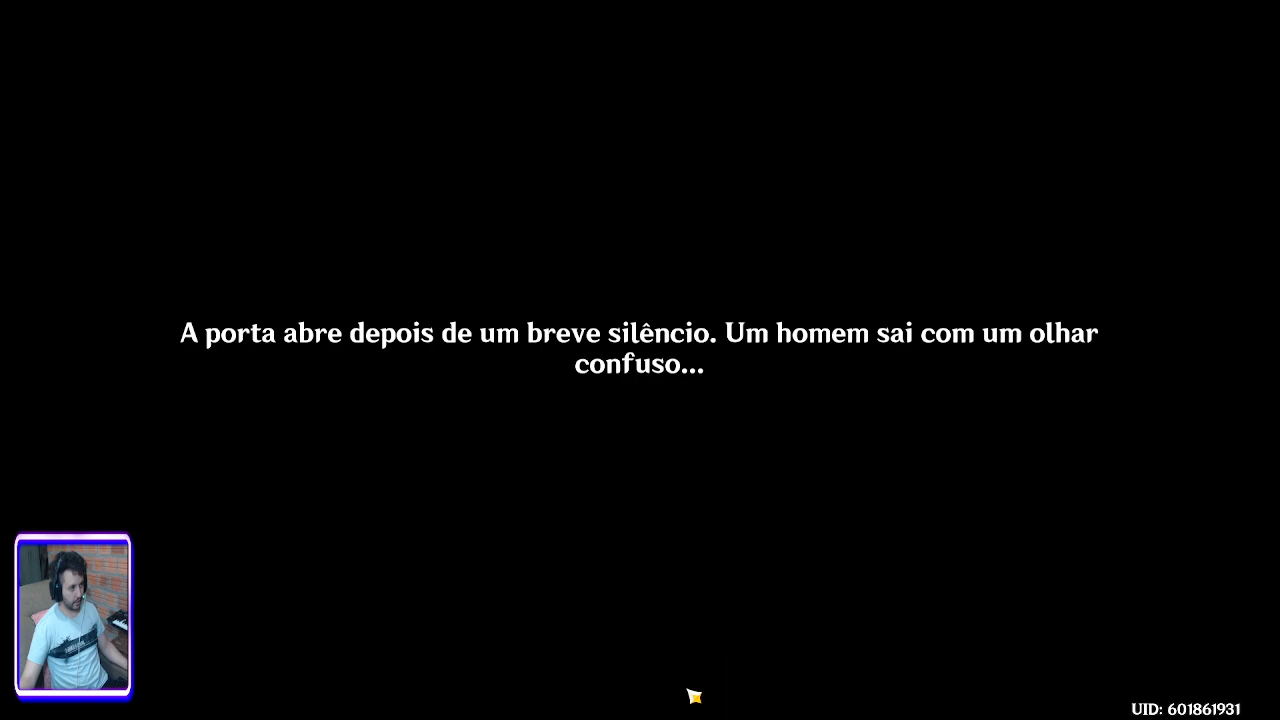 A porta abre depois de um breve silêncio. Um homem sai com um olhar
confuso...
UID: 601861931